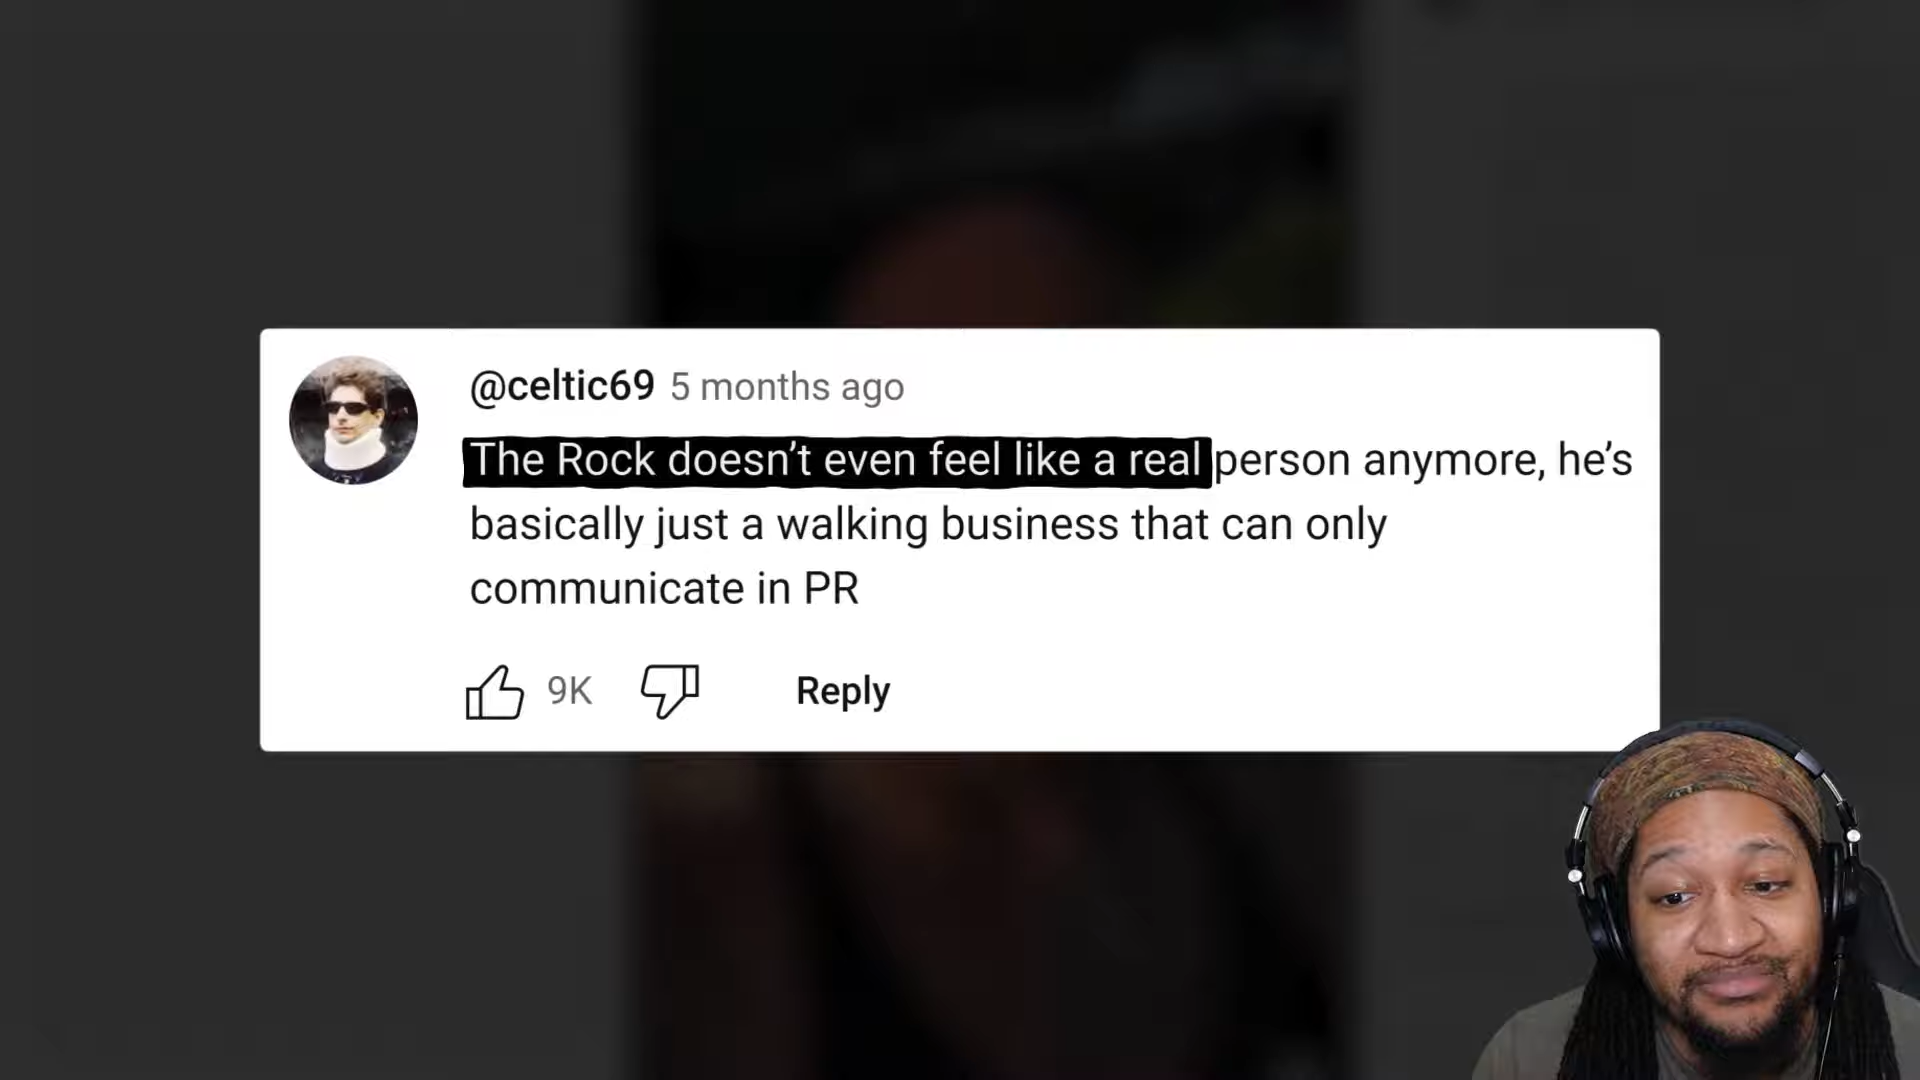 @celtic69 5 months ago
The Rock doesn’t even feel like a real person anymore, he’s
basically just a walking business that can only
communicate in PR
9K Reply